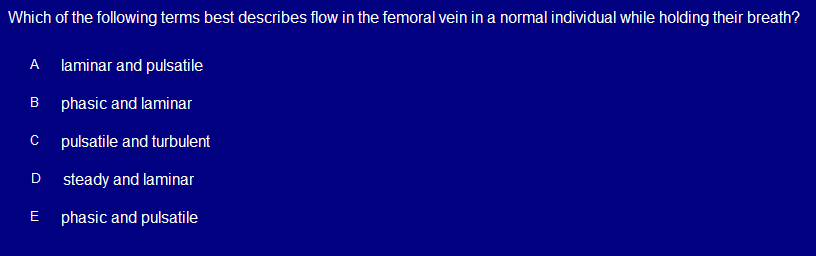 Which of the following terms best describes flow in the femoral vein in a normal individual while holding their breath?
A laminar and pulsatile
B phasic and laminar
C pulsatile and turbulent
D steady and laminar
E phasic and pulsatile